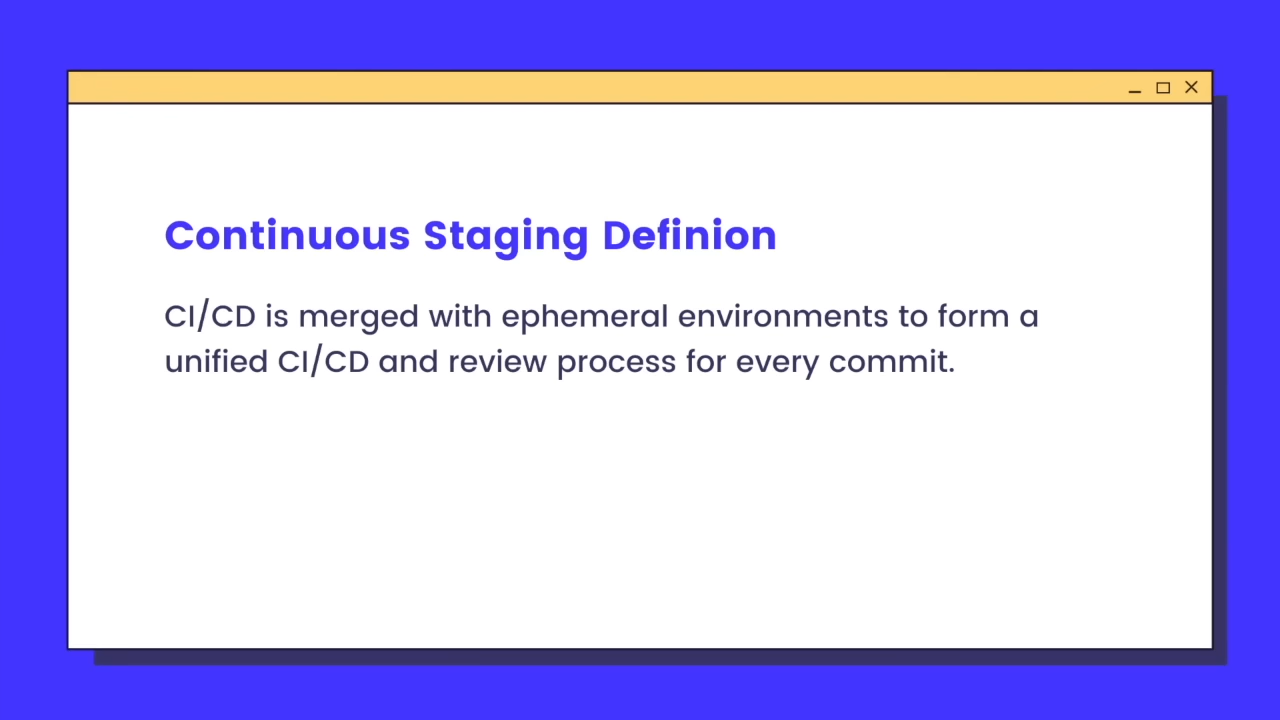 Continuous Staging Definion
CI/CD is merged with ephemeral environments to form a
unified CI/CD and review process for every commit.